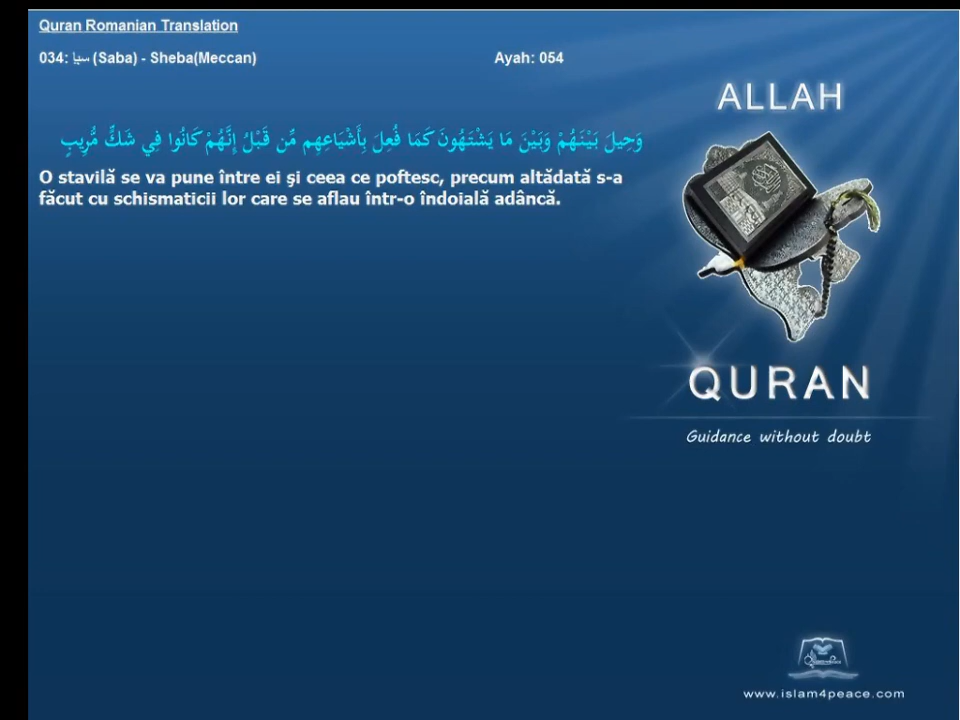 Quran Romanian Translation
034: سبإ (Saba) - Sheba(Meccan)
Ayah: 054
وَحِيلَ بَيْنَهُمْ وَبَيْنَ مَا يَشْتَهُونَ كَمَا فُعِلَ بِأَشْيَاعِهِم مِّن قَبْلُ إِنَّهُمْ كَانُوا فِي شَكٍّ مُّرِيبٍ
O stavilă se va pune între ei şi ceea ce poftesc, precum altădată s-a
făcut cu schismaticii lor care se aflau într-o îndoială adâncă.
ALLAH
QURAN
Guidance without doubt
www.islam4peace.com